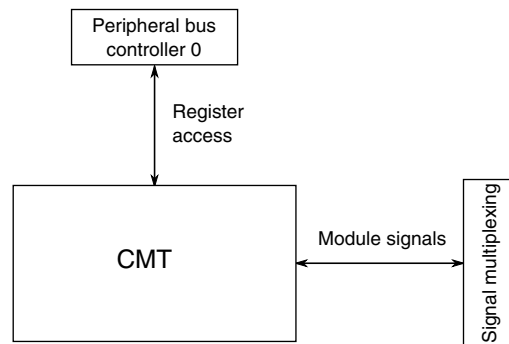 Peripheral bus
controller 0
Register
access
CMT
Module signals
Signal multiplexing